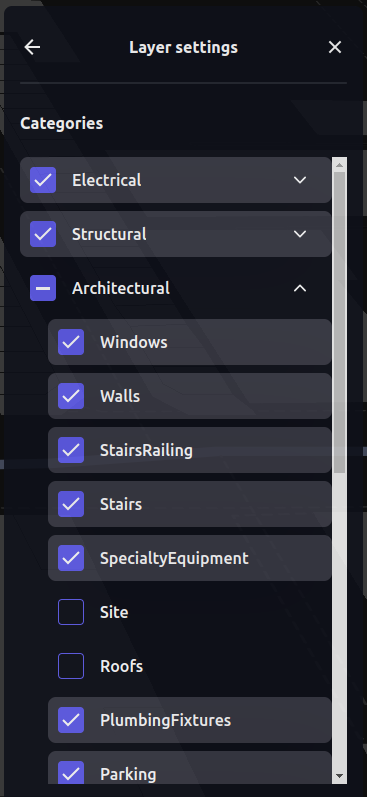 Layer settings
Categories
Electrical
Structural
Architectural
Windows
Walls
StairsRailing
Stairs
SpecialtyEquipment
Site
Roofs
PlumbingFixtures
Parking